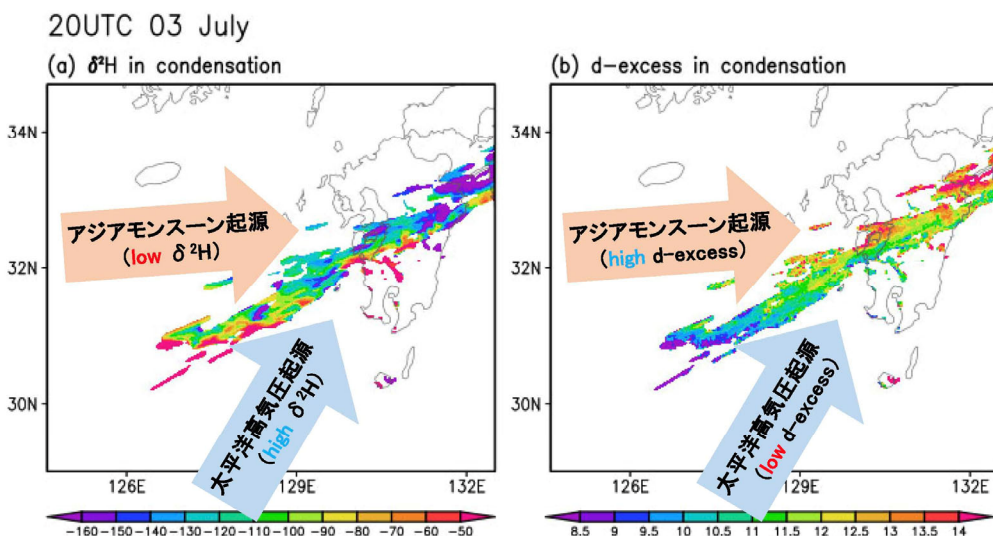 20UTC 03 July
(a) δ²H in condensation
(b) d-excess in condensation
34N
32N
30N
アジアモンスーン起源
(low δ²H)
太平洋高気圧起源
(high δ²H)
126E
129E
132E
-160 -150 -140 -130 -120 -110 -100 -90 -80 -70 -60 -50
34N
32N
30N
アジアモンスーン起源
(high d-excess)
太平洋高気圧起源
(low d-excess)
126E
129E
132E
8.5 9 9.5 10 10.5 11 11.5 12 12.5 13 13.5 14